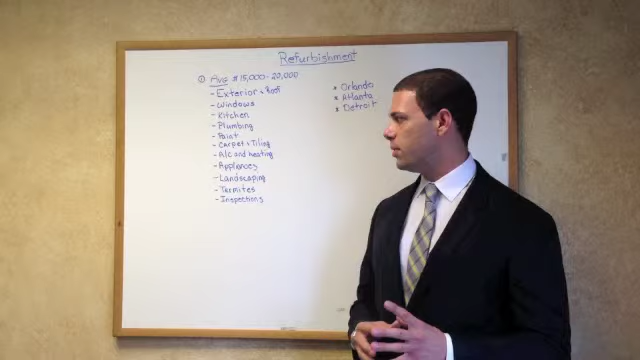 Refurbishment
① Avg $15,000-20,000
- Exterior & Roof
- Windows
- Kitchen
- Plumbing
- Paint
- Carpet & Tiling
- A/c and heating
- Appliances
- Landscaping
- Termites
- Inspections
* Orlando
* Atlanta
* Detroit